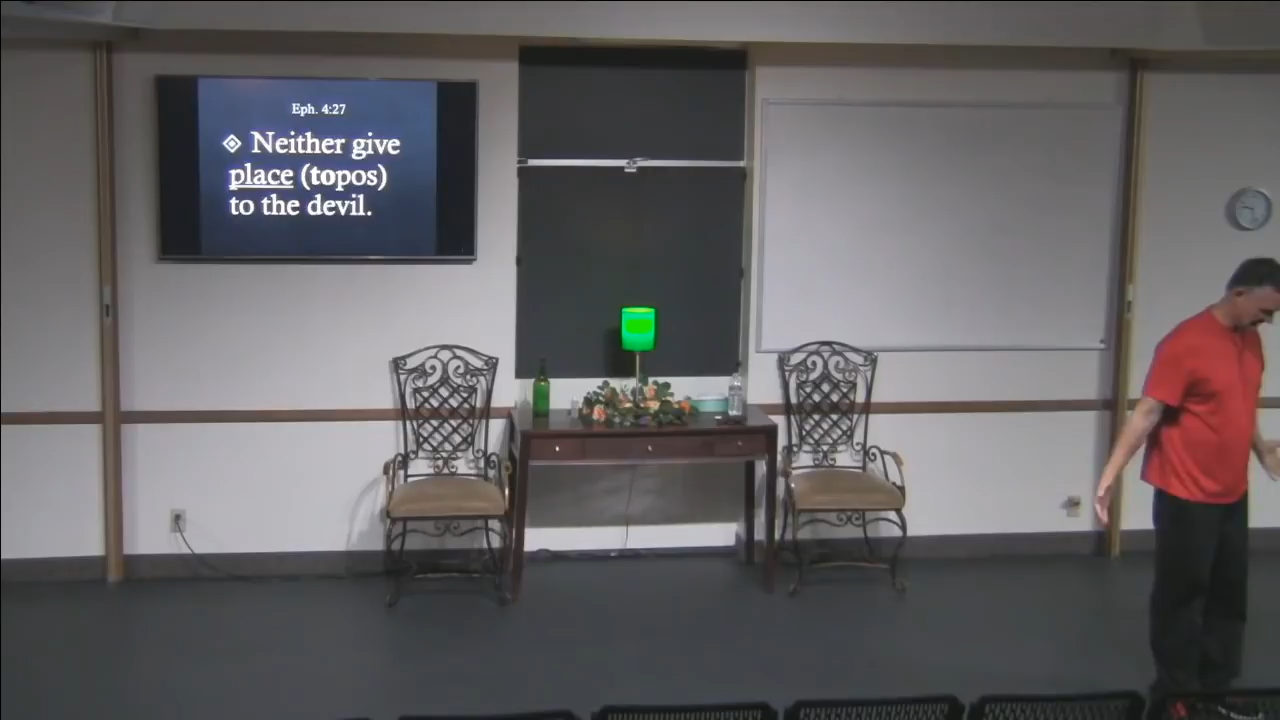 Eph. 4:27
Neither give
place (topos)
to the devil.